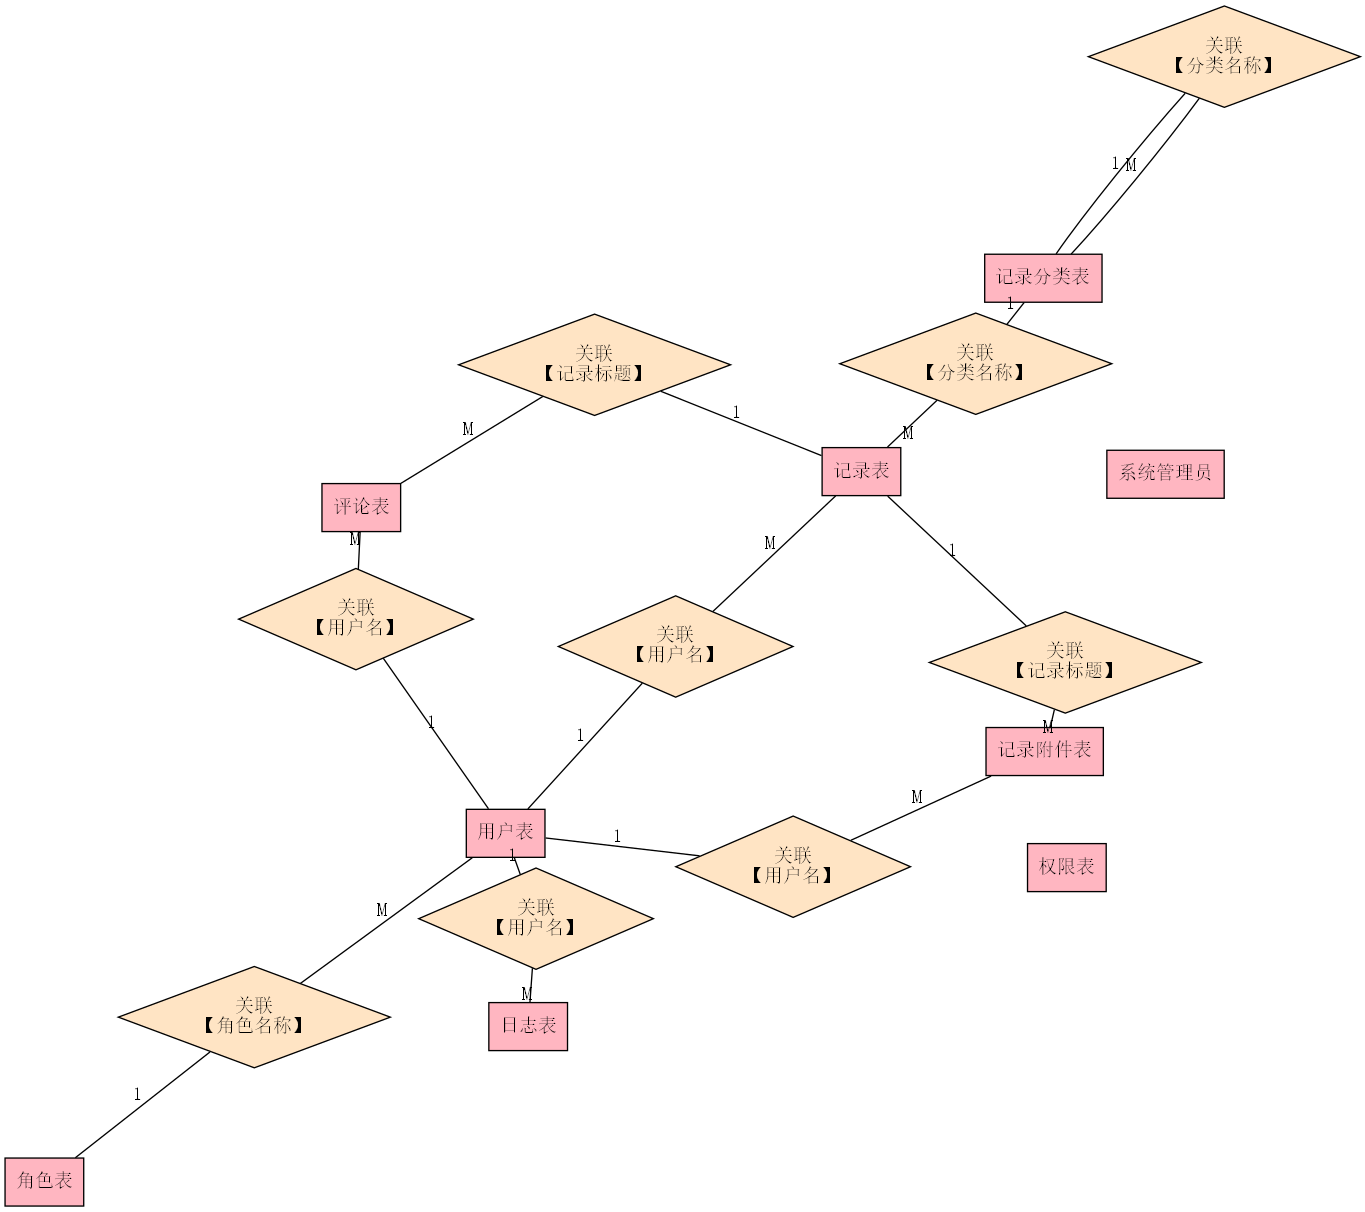 关联
【分类名称】
1
M
记录分类表
1
关联
【记录标题】
关联
【分类名称】
1
M
M
记录表
系统管理员
评论表
M
M
1
关联
【用户名】
关联
【用户名】
关联
【记录标题】
1
1
M
记录附件表
M
用户表
1
1
关联
【用户名】
权限表
M
关联
【用户名】
M
关联
【角色名称】
日志表
1
角色表